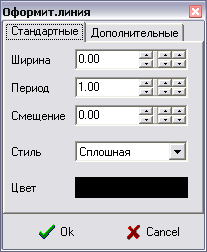 Оформит.линия
Стандартные Дополнительные
Ширина 0.00
Период 1.00
Смещение 0.00
Стиль Сплошная
Цвет
Ok Cancel